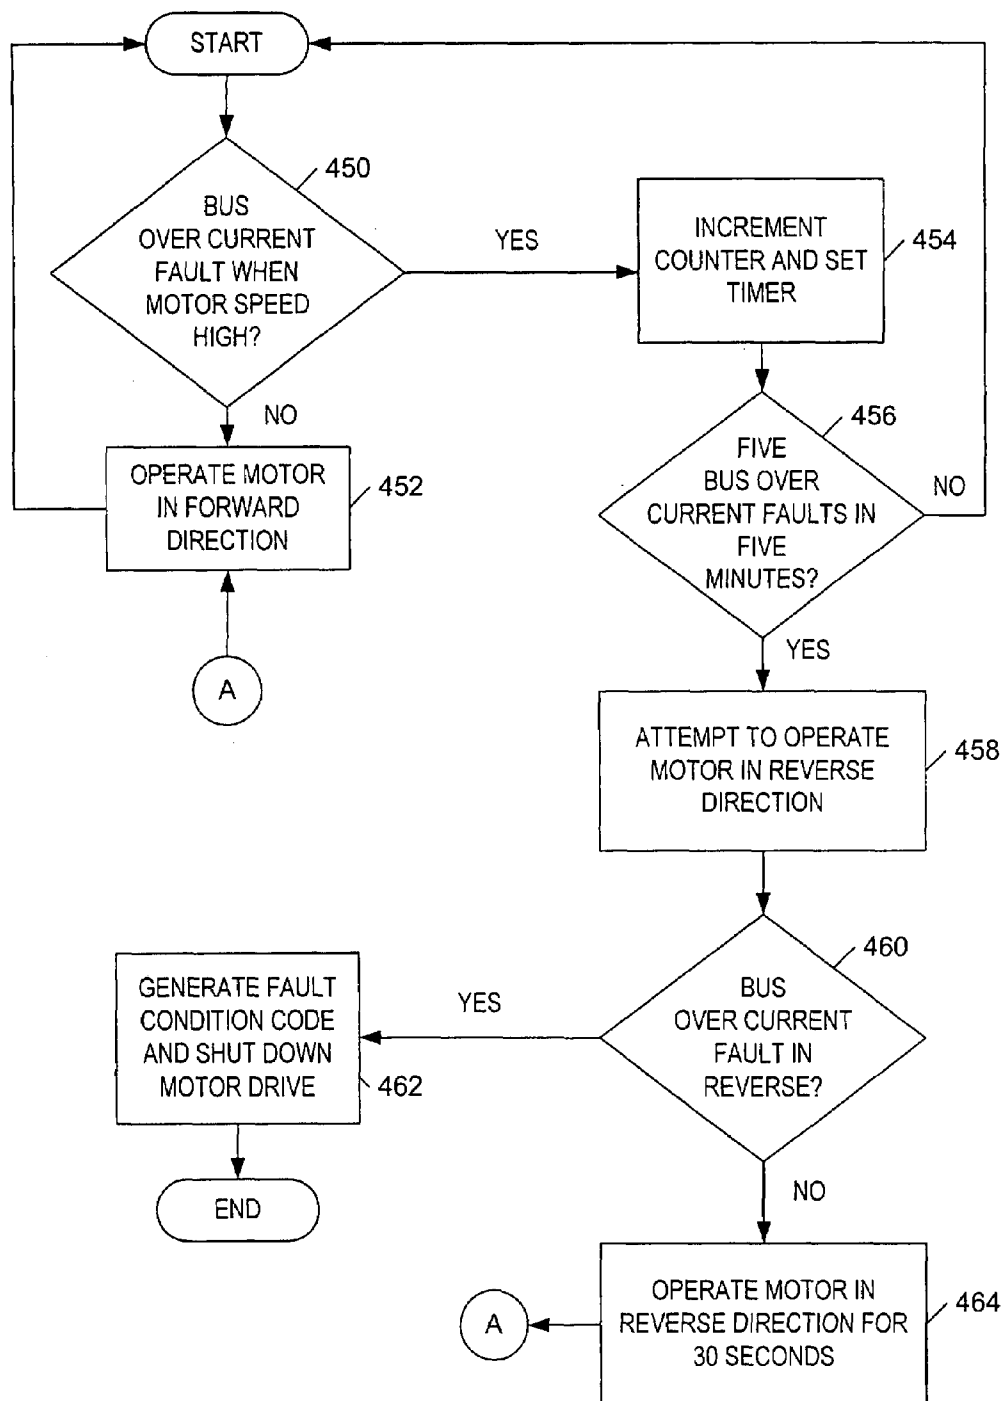 START
450
BUS
OVER CURRENT
FAULT WHEN
MOTOR SPEED
HIGH?
YES
INCREMENT
COUNTER AND SET
TIMER
454
NO
OPERATE MOTOR
IN FORWARD
DIRECTION
452
A
456
FIVE
BUS OVER
CURRENT FAULTS IN
FIVE
MINUTES?
NO
YES
ATTEMPT TO OPERATE
MOTOR IN REVERSE
DIRECTION
458
460
BUS
OVER CURRENT
FAULT IN
REVERSE?
YES
GENERATE FAULT
CONDITION CODE
AND SHUT DOWN
MOTOR DRIVE
462
END
NO
OPERATE MOTOR IN
REVERSE DIRECTION FOR
30 SECONDS
464
A